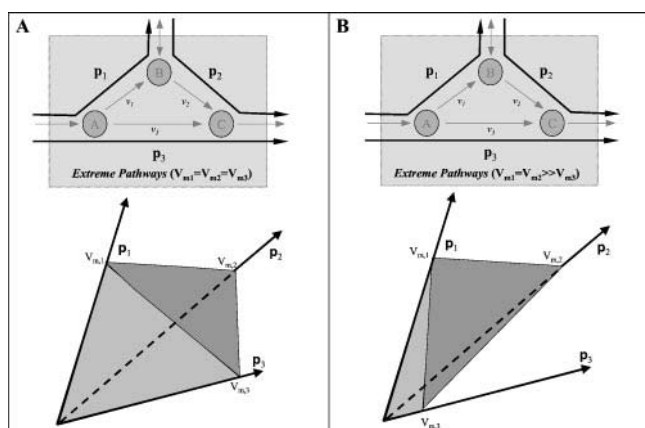 A
p1
B
p2
v1
v2
A
v3
C
p3
Extreme Pathways (Vm1=Vm2=Vm3)
p1
Vm,1
Vm,2
p2
p3
Vm,3
B
p1
B
p2
v1
v2
A
v3
C
p3
Extreme Pathways (Vm1=Vm2>>Vm3)
p1
Vm,1
Vm,2
p2
p3
Vm,3